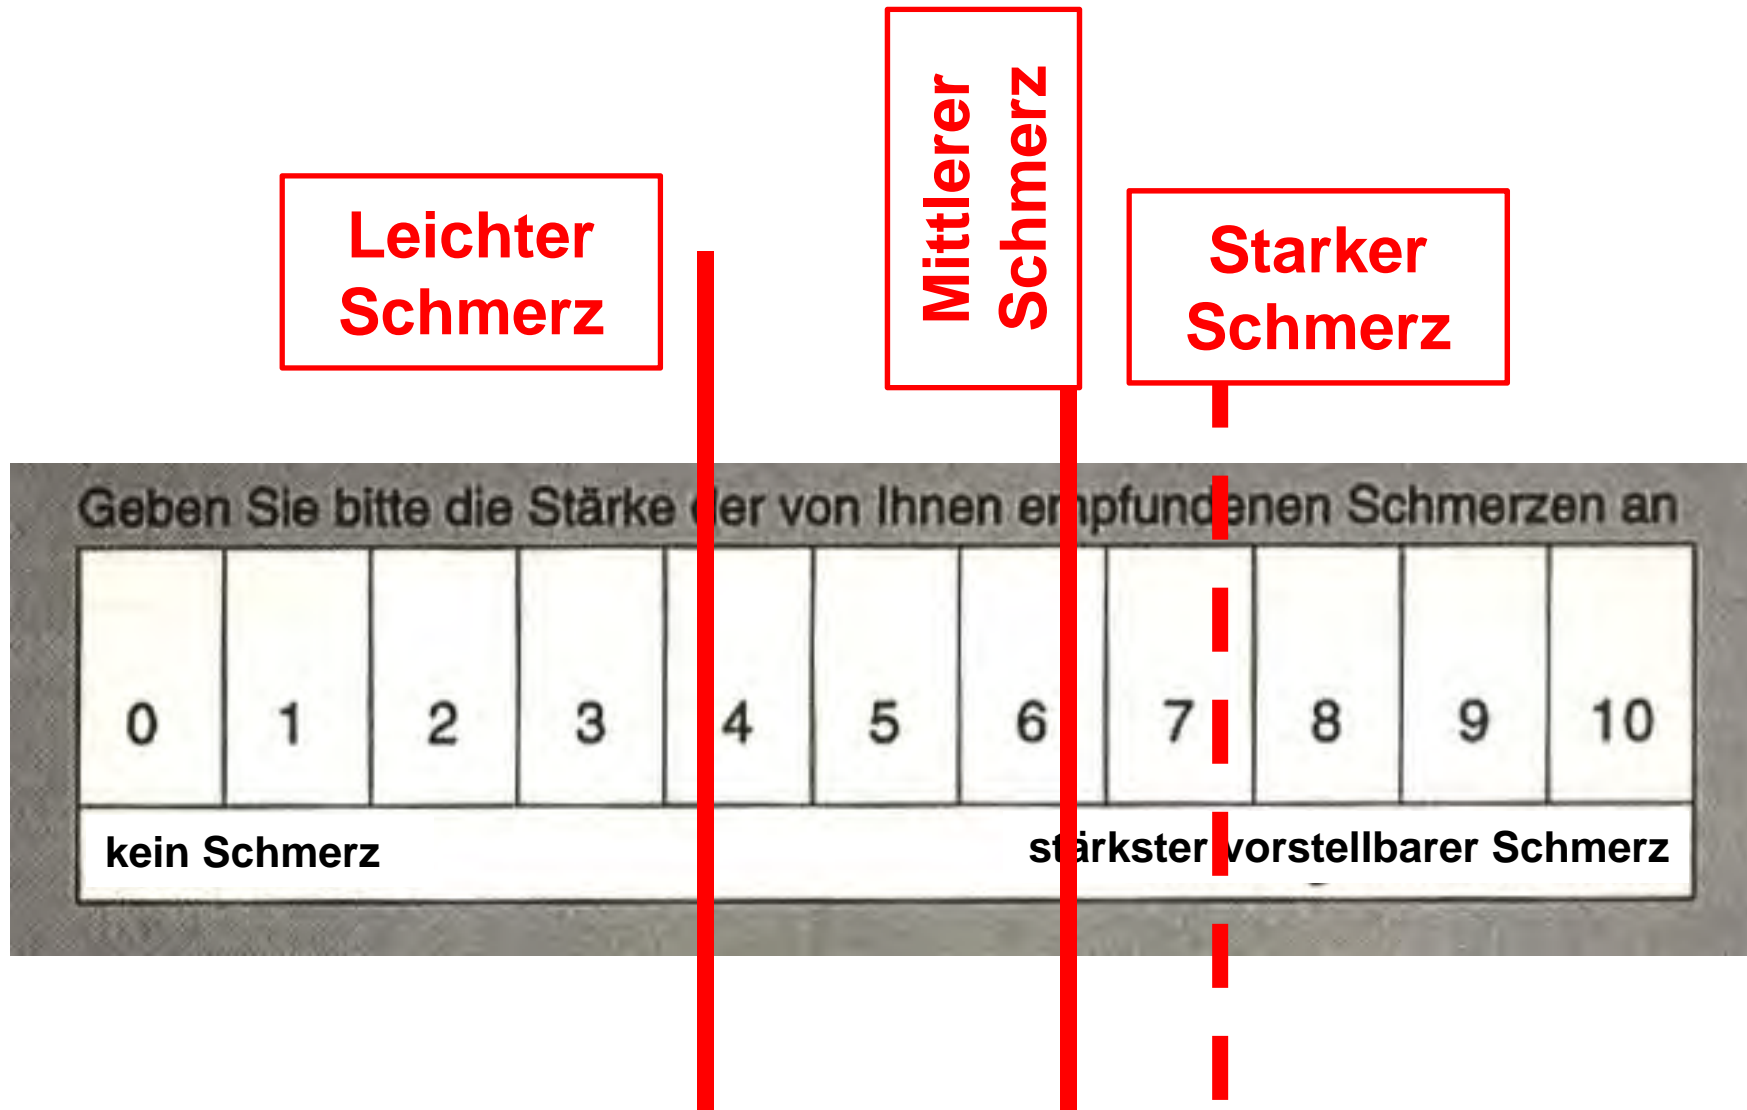 Mittlerer
Schmerz
Leichter
Schmerz
Starker
Schmerz
Geben Sie bitte die Stärke der von Ihnen empfundenen Schmerzen an
0 1 2 3 4 5 6 7 8 9 10
kein Schmerz
stärkster vorstellbarer Schmerz